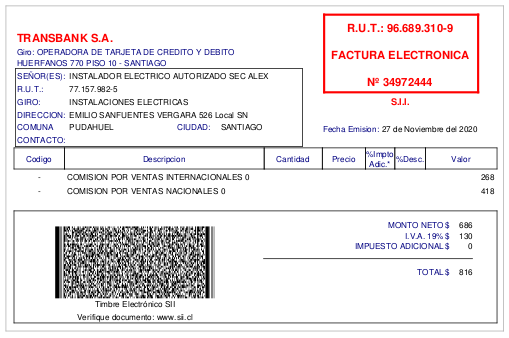 TRANSBANK S.A.
Giro: OPERADORA DE TARJETA DE CREDITO Y DEBITO
HUERFANOS 770 PISO 10 - SANTIAGO
R.U.T.: 96.689.310-9
FACTURA ELECTRONICA
Nº 34972444
S.I.I.
SEÑOR(ES): INSTALADOR ELECTRICO AUTORIZADO SEC ALEX
R.U.T.: 77.157.982-5
GIRO: INSTALACIONES ELECTRICAS
DIRECCION: EMILIO SANFUENTES VERGARA 526 Local SN
COMUNA PUDAHUEL CIUDAD: SANTIAGO
CONTACTO:
Fecha Emision: 27 de Noviembre del 2020
Codigo Descripcion Cantidad Precio %Impto Adic.* %Desc. Valor
- COMISION POR VENTAS INTERNACIONALES 0 268
- COMISION POR VENTAS NACIONALES 0 418
MONTO NETO $ 686
I.V.A. 19% $ 130
IMPUESTO ADICIONAL $ 0
TOTAL $ 816
Timbre Electrónico SII
Verifique documento: www.sii.cl